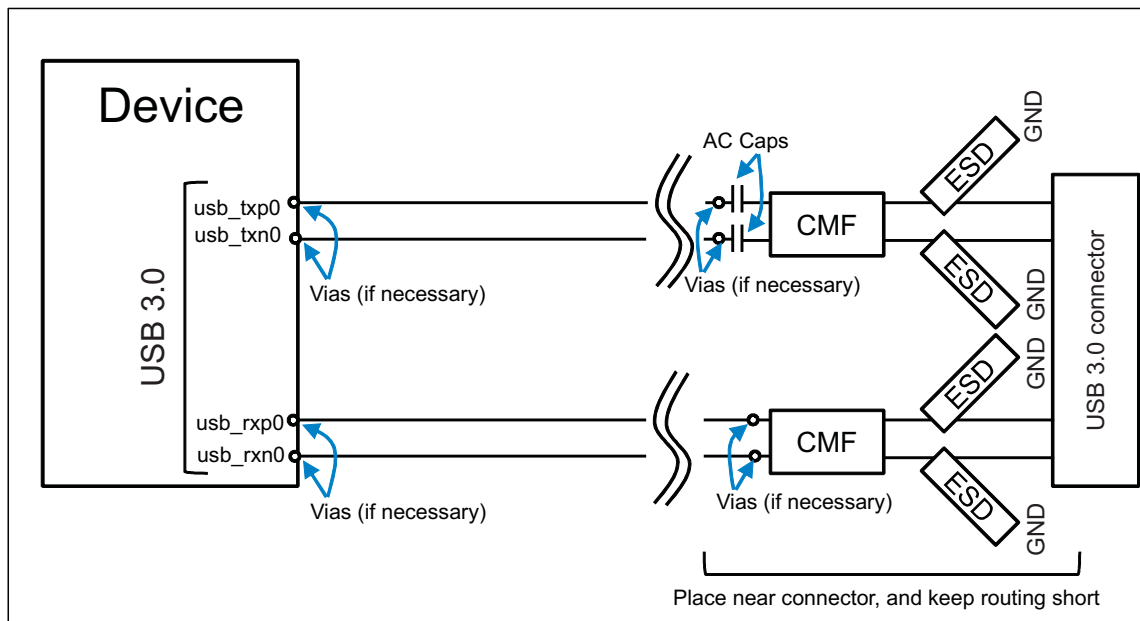 Device
USB 3.0
usb_txp0
usb_txn0
Vias (if necessary)
usb_rxp0
usb_rxn0
Vias (if necessary)
AC Caps
Vias (if necessary)
CMF
ESD
GND
ESD
GND
Vias (if necessary)
CMF
ESD
GND
ESD
GND
USB 3.0 connector
Place near connector, and keep routing short